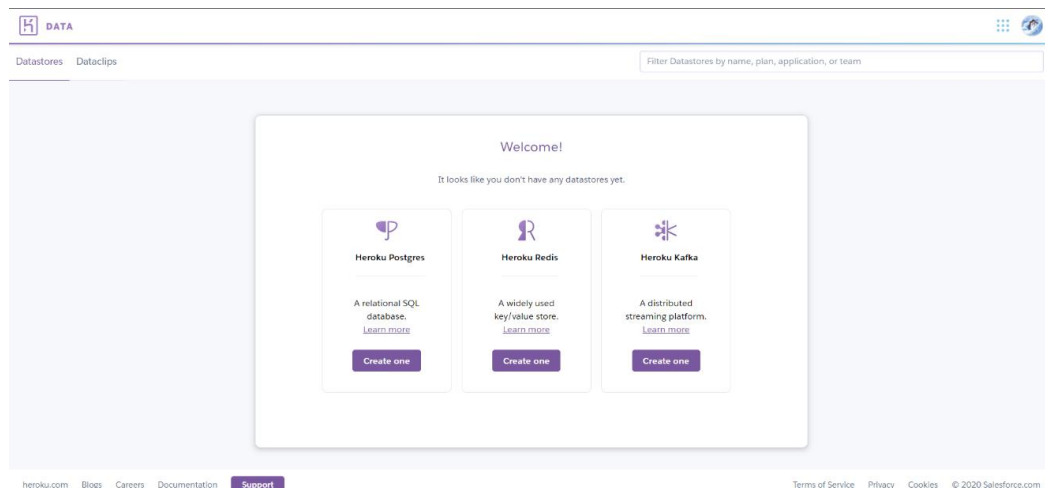 DATA
Datastores Dataclips
Filter Datastores by name, plan, application, or team
Welcome!
It looks like you don't have any datastores yet.
Heroku Postgres
A relational SQL
database.
Learn more
Create one
Heroku Redis
A widely used
key/value store.
Learn more
Create one
Heroku Kafka
A distributed
streaming platform.
Learn more
Create one
heroku.com Blogs Careers Documentation Support
Terms of Service Privacy Cookies © 2020 Salesforce.com